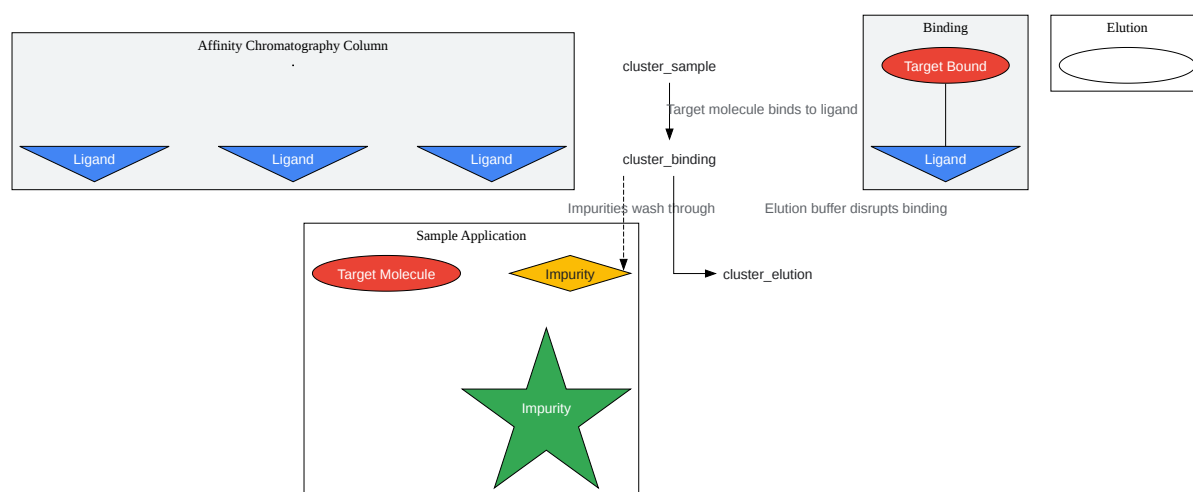 Affinity Chromatography Column
.
Ligand
Ligand
Ligand
cluster_sample
Target molecule binds to ligand
cluster_binding
Impurities wash through
Elution buffer disrupts binding
cluster_elution
Binding
Target Bound
Ligand
Elution
Sample Application
Target Molecule
Impurity
Impurity